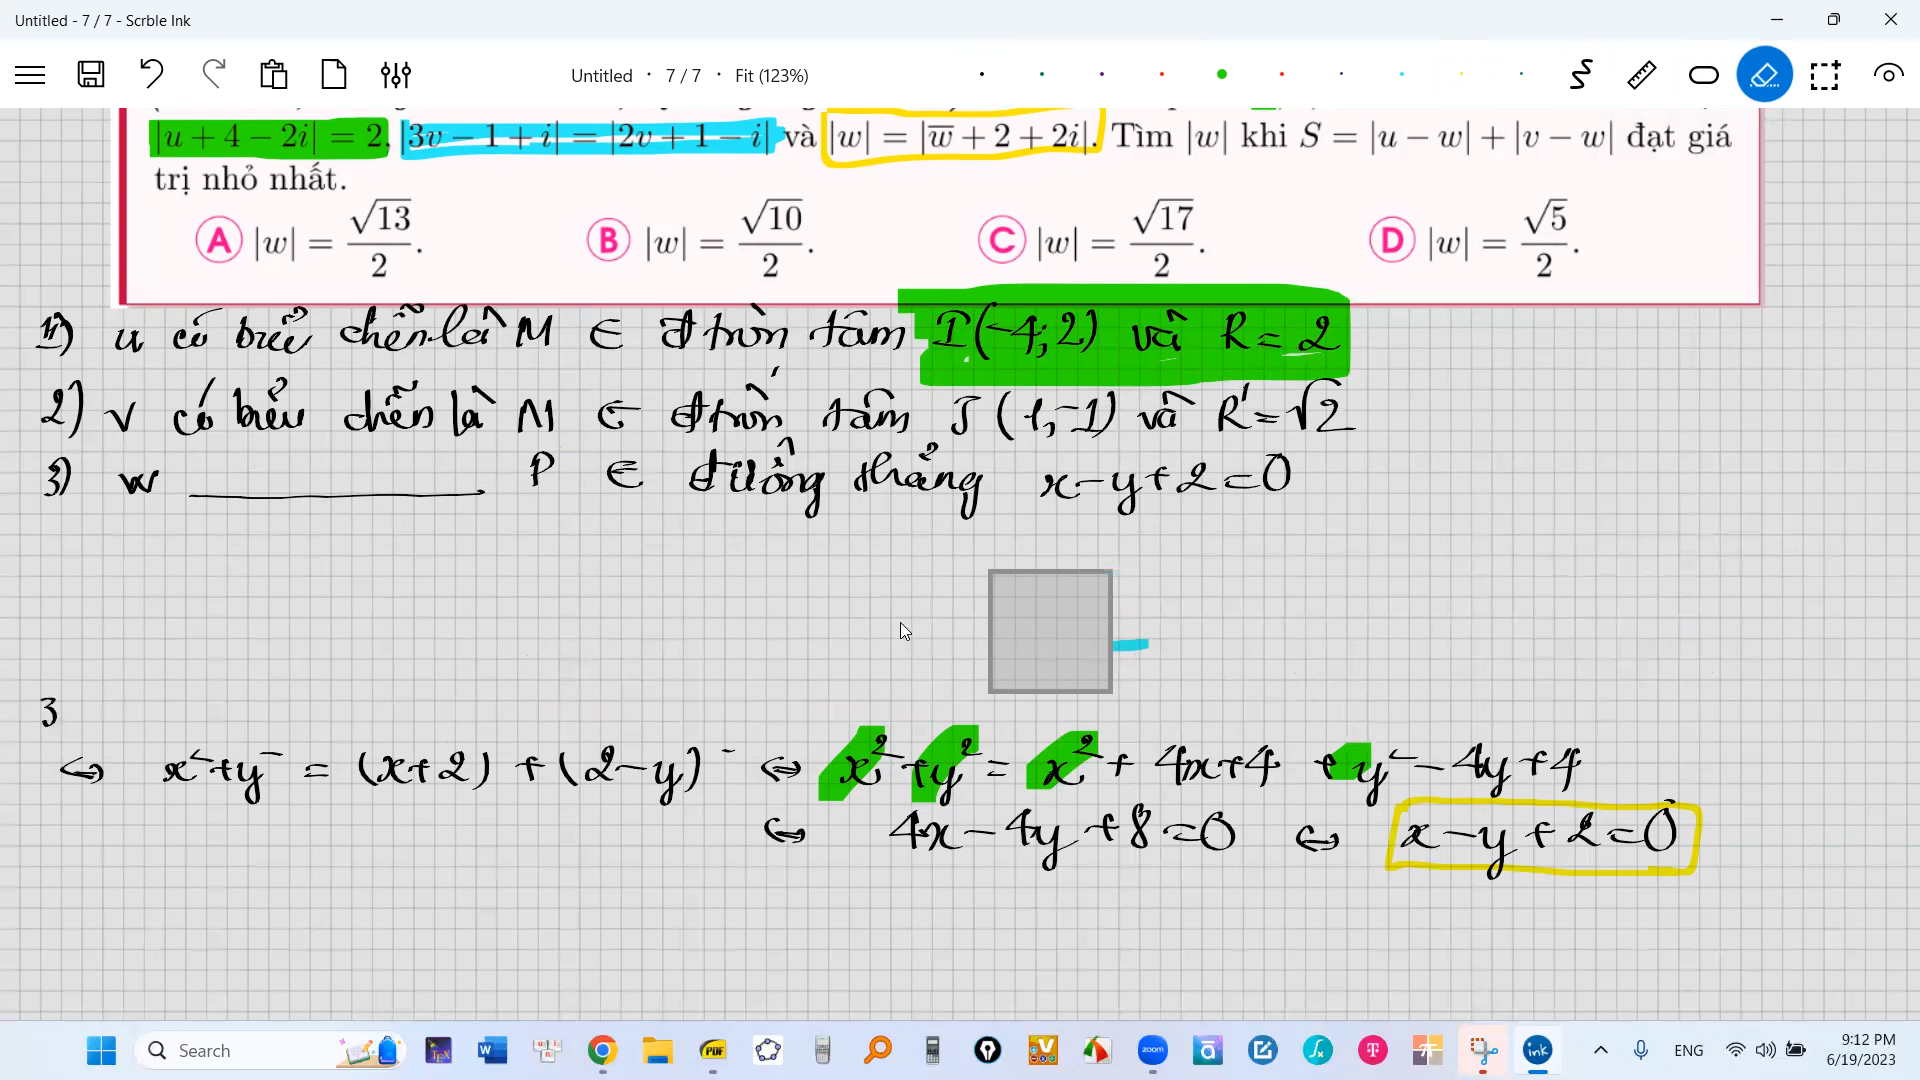 Untitled - 7 / 7 - Scrble Ink
Untitled · 7 / 7 · Fit (123%)
|u + 4 − 2i| = 2, |3v − 1 + i| = |2v + 1 − i| và |w| = |w̅ + 2 + 2i|. Tìm |w| khi S = |u − w| + |v − w| đạt giá
trị nhỏ nhất.
A |w| = √13/2. B |w| = √10/2. C |w| = √17/2. D |w| = √5/2.
1) u có biểu diễn là M ∈ đ tròn tâm I(-4;2) và R = 2
2) v có biểu diễn là M ∈ đ tròn tâm J(1,-1) và R' = √2
3) w ________ P ∈ đường thẳng x - y + 2 = 0
3
⇔ x² + y² = (x+2)² + (2-y)² ⇔ x² + y² = x² + 4x + 4 + y² - 4y + 4
⇔ 4x - 4y + 8 = 0 ⇔ x - y + 2 = 0
Search
ENG
9:12 PM
6/19/2023